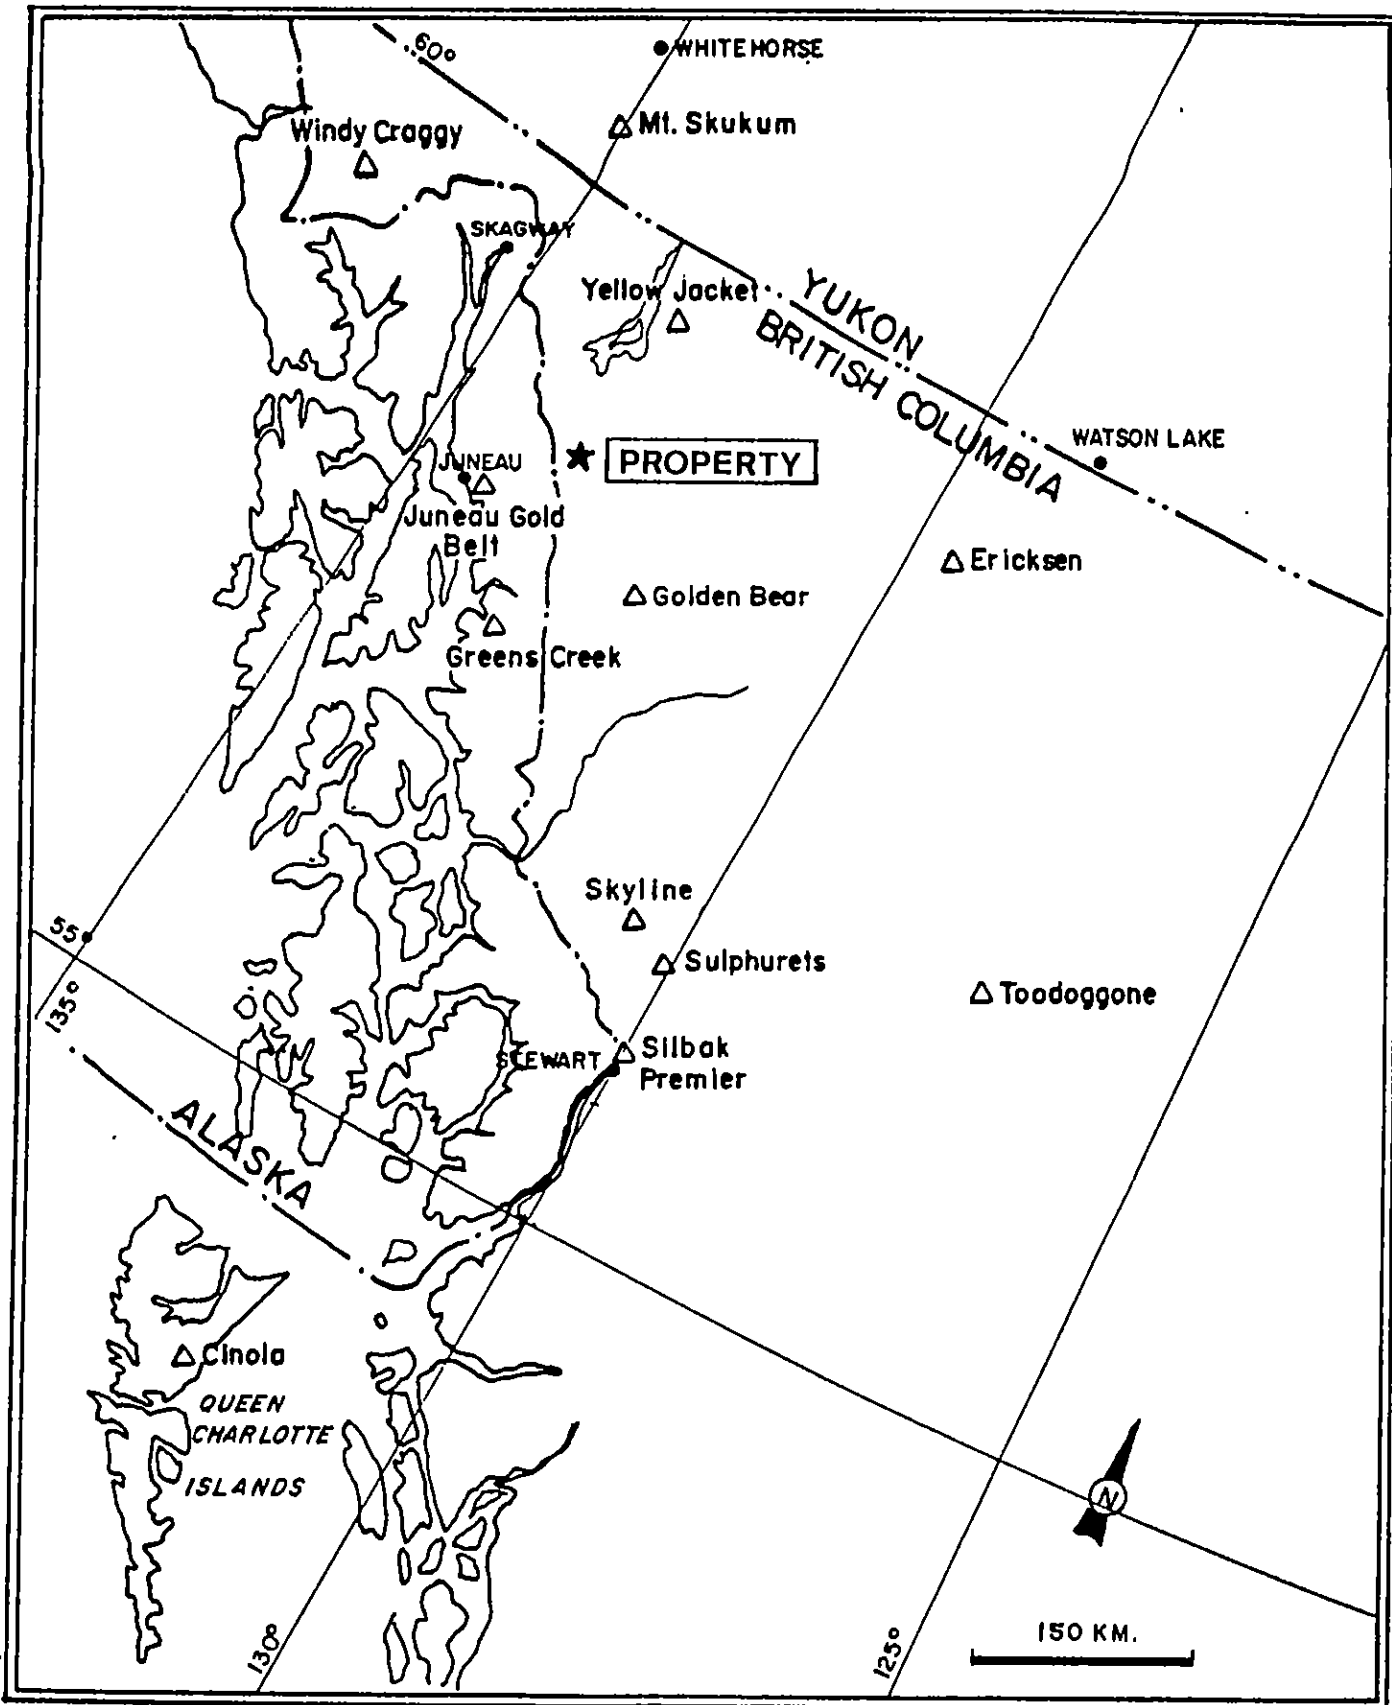 60°
WHITEHORSE
Mt. Skukum
Windy Craggy
SKAGWAY
Yellow Jacket
YUKON
BRITISH COLUMBIA
WATSON LAKE
PROPERTY
JUNEAU
Juneau Gold
Belt
Ericksen
Golden Bear
Greens Creek
Skyline
55°
Sulphurets
Toodoggone
135°
STEWART
Silbak
Premier
ALASKA
Cinola
QUEEN
CHARLOTTE
ISLANDS
N
130°
125°
150 KM.